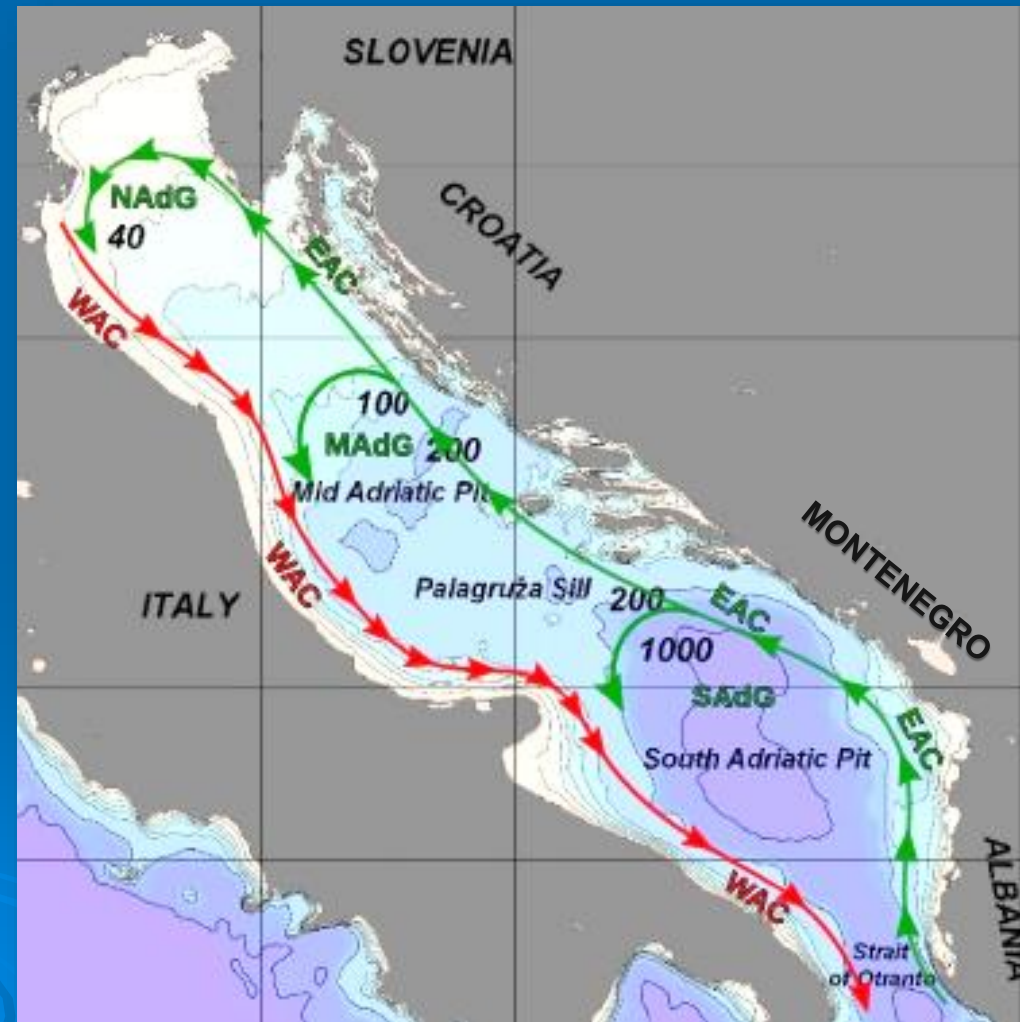 SLOVENIA
CROATIA
NAdG
40
EAC
WAC
100
MAdG 200
Mid Adriatic Pit
MONTENEGRO
WAC
ITALY
Palagruža Sill
200
EAC
1000
SAdG
EAC
South Adriatic Pit
ALBANIA
WAC
Strait
of Otranto